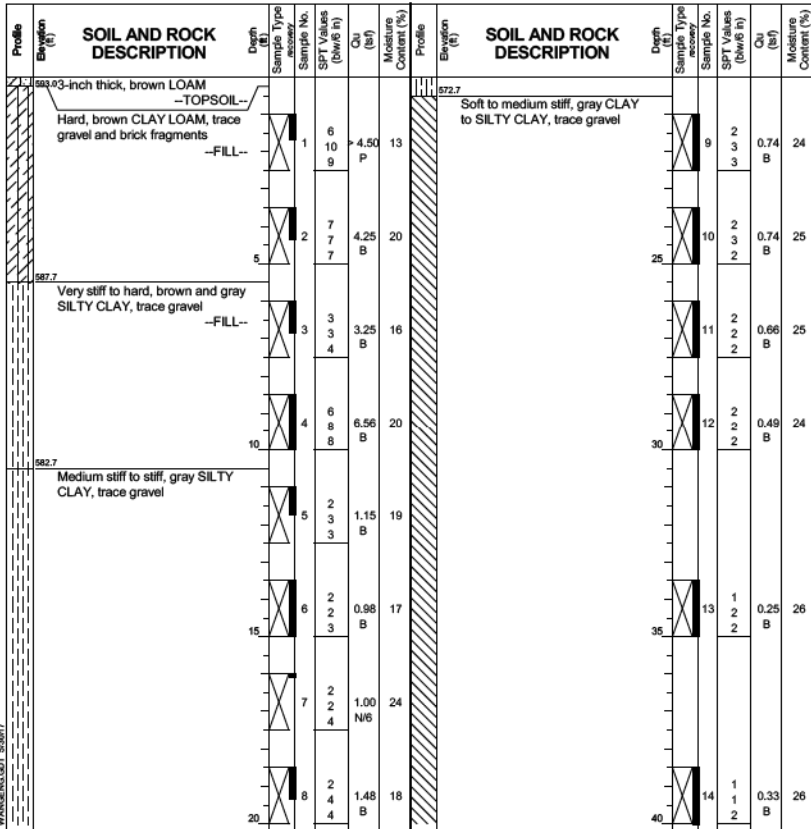 Profile
Elevation (ft)
SOIL AND ROCK DESCRIPTION
Depth (ft)
Sample Type
recovery
Sample No.
SPT Values (blw/6 in)
Qu (tsf)
Moisture Content (%)
593.0 3-inch thick, brown LOAM
--TOPSOIL--
Hard, brown CLAY LOAM, trace
gravel and brick fragments
--FILL--
1 6 10 9 > 4.50 P 13
2 7 7 7 4.25 B 20
5
587.7
Very stiff to hard, brown and gray
SILTY CLAY, trace gravel
--FILL--
3 3 3 4 3.25 B 16
4 6 8 8 6.56 B 20
10
582.7
Medium stiff to stiff, gray SILTY
CLAY, trace gravel
5 2 3 3 1.15 B 19
6 2 2 3 0.98 B 17
15
7 2 2 4 1.00 N/6 24
8 2 4 4 1.48 B 18
20
Profile
Elevation (ft)
SOIL AND ROCK DESCRIPTION
Depth (ft)
Sample Type
recovery
Sample No.
SPT Values (blw/6 in)
Qu (tsf)
Moisture Content (%)
572.7
Soft to medium stiff, gray CLAY
to SILTY CLAY, trace gravel
9 2 3 3 0.74 B 24
10 2 3 2 0.74 B 25
25
11 2 2 2 0.66 B 25
12 2 2 2 0.49 B 24
30
13 1 2 2 0.25 B 26
35
14 1 1 2 0.33 B 26
40